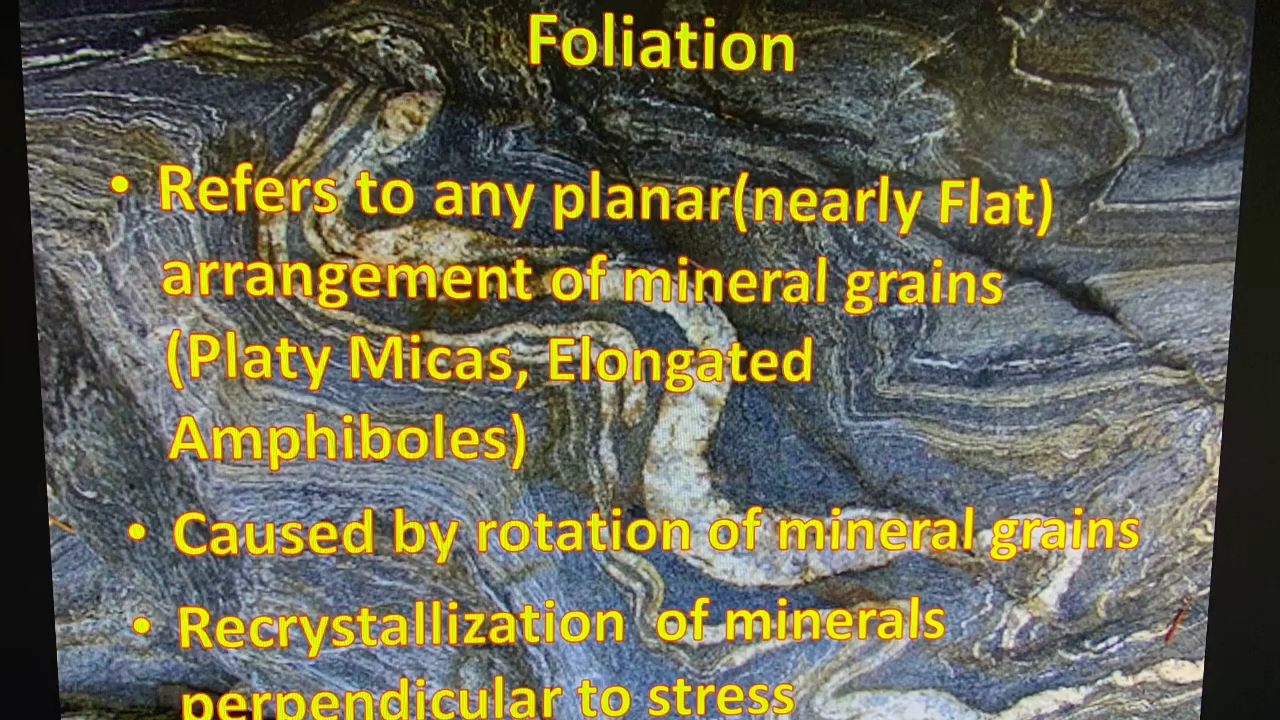 Foliation
• Refers to any planar(nearly Flat)
arrangement of mineral grains
(Platy Micas, Elongated
Amphiboles)
• Caused by rotation of mineral grains
• Recrystallization of minerals
perpendicular to stress